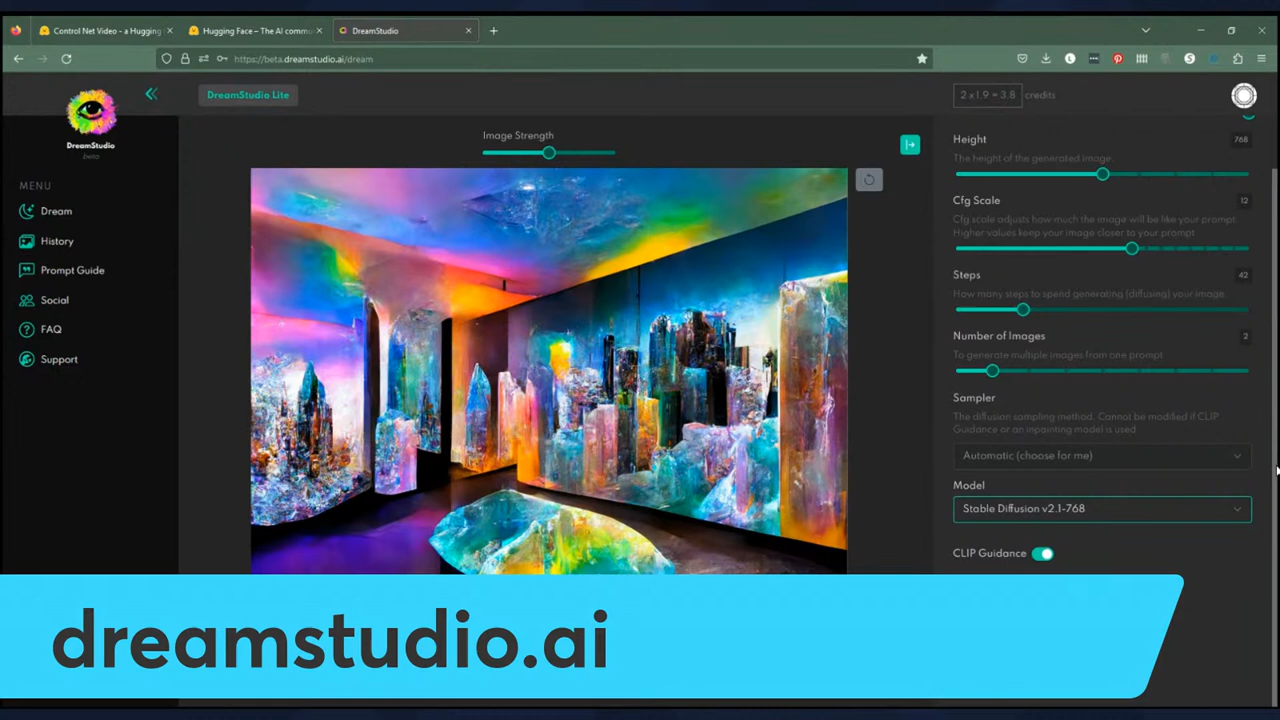 Control Net Video - a Hugging
Hugging Face – The AI commu
DreamStudio
https://beta.dreamstudio.ai/dream
DreamStudio
beta
MENU
Dream
History
Prompt Guide
Social
FAQ
Support
DreamStudio Lite
2 x 1.9 = 3.8 credits
Image Strength
Height
768
The height of the generated image.
Cfg Scale
12
Cfg scale adjusts how much the image will be like your prompt.
Higher values keep your image closer to your prompt
Steps
42
How many steps to spend generating (diffusing) your image.
Number of Images
2
To generate multiple images from one prompt
Sampler
The diffusion sampling method. Cannot be modified if CLIP
Guidance or an inpainting model is used
Automatic (choose for me)
Model
Stable Diffusion v2.1-768
CLIP Guidance
dreamstudio.ai